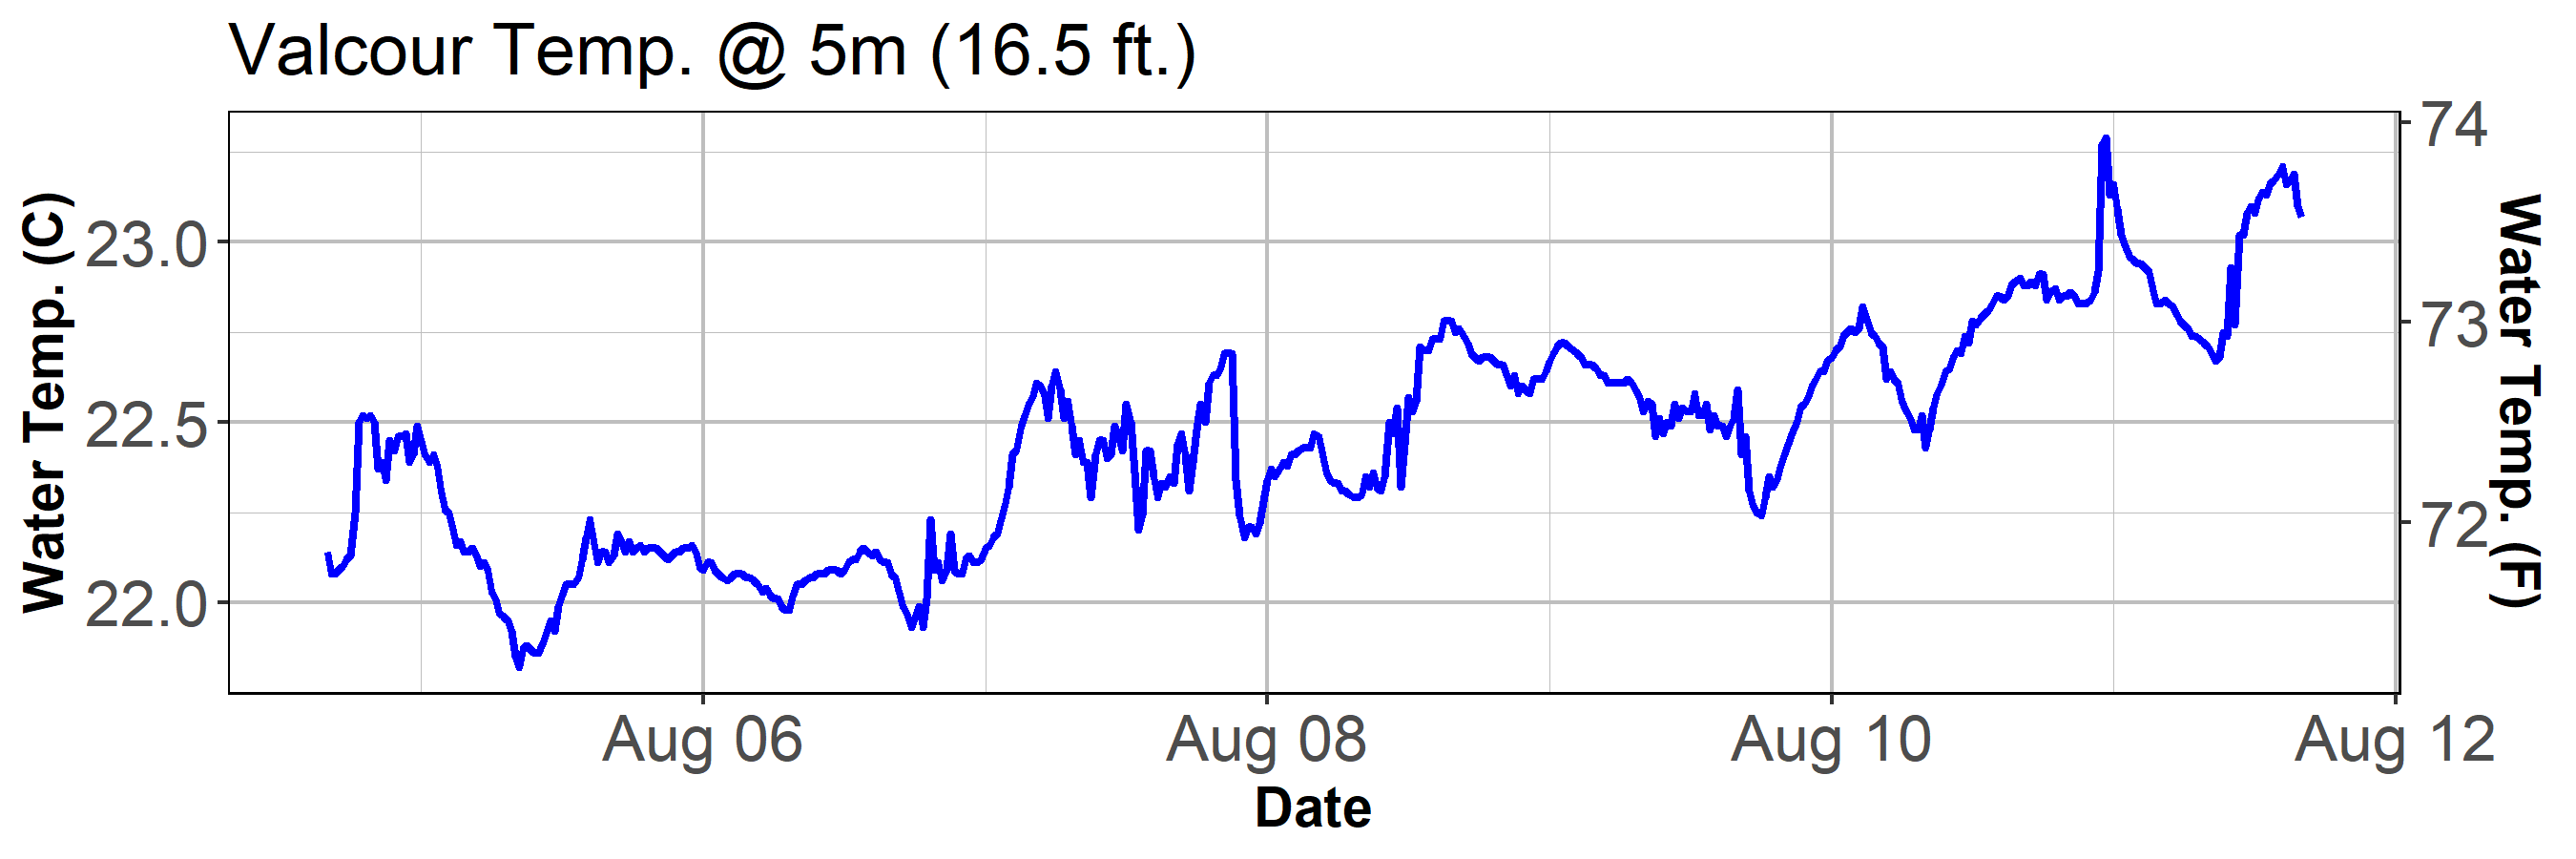 Valcour Temp. @ 5m (16.5 ft.)
Water Temp. (C)
23.0
22.5
22.0
74
73
72
Water Temp. (F)
Aug 06
Aug 08
Aug 10
Aug 12
Date